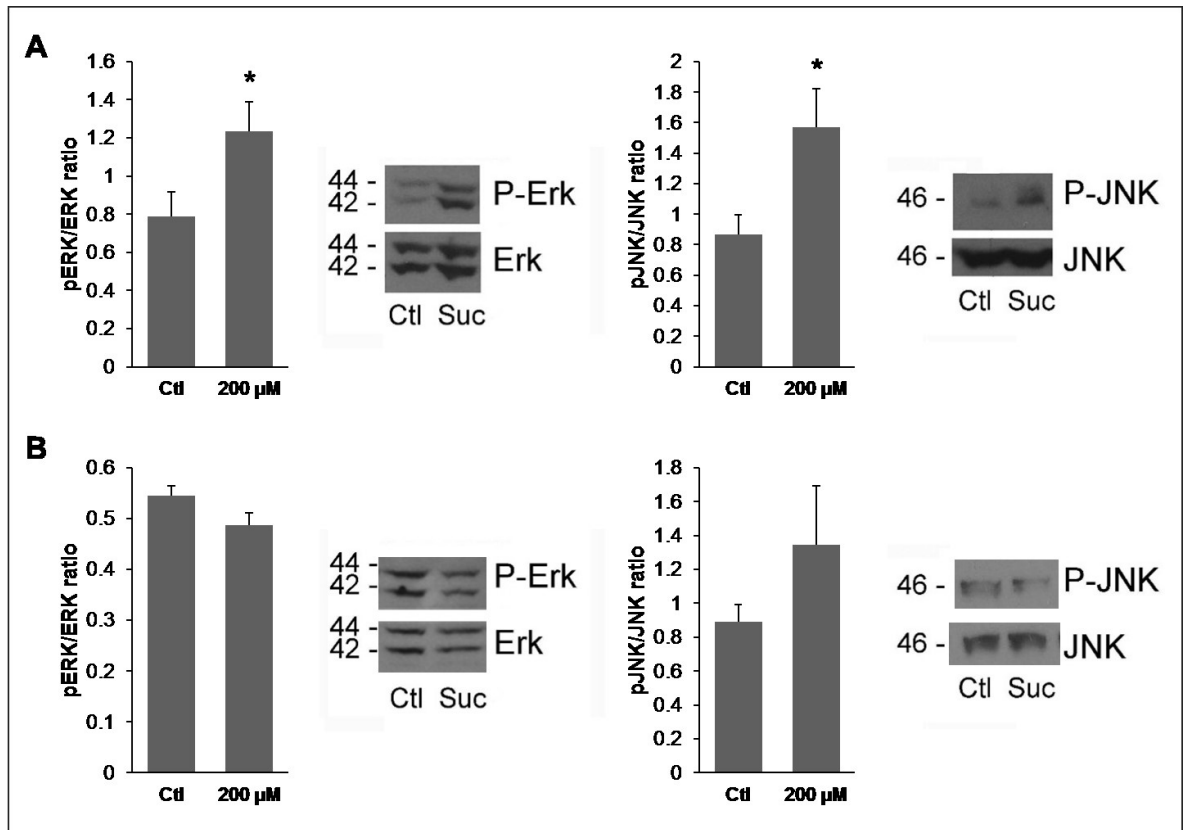 A
pERK/ERK ratio
1.6
1.4
1.2
1
0.8
0.6
0.4
0.2
0
*
Ctl 200 µM
44 -
42 -
P-Erk
44 -
42 -
Erk
Ctl Suc
pJNK/JNK ratio
2
1.8
1.6
1.4
1.2
1
0.8
0.6
0.4
0.2
0
*
Ctl 200 µM
46 -
P-JNK
46 -
JNK
Ctl Suc
B
pERK/ERK ratio
0.6
0.5
0.4
0.3
0.2
0.1
0
Ctl 200 µM
44 -
42 -
P-Erk
44 -
42 -
Erk
Ctl Suc
pJNK/JNK ratio
1.8
1.6
1.4
1.2
1
0.8
0.6
0.4
0.2
0
Ctl 200 µM
46 -
P-JNK
46 -
JNK
Ctl Suc